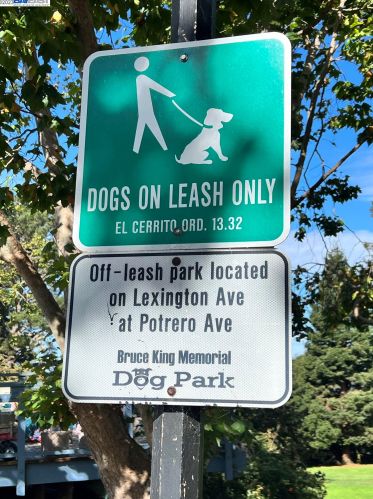 DOGS ON LEASH ONLY
EL CERRITO ORD. 13.32
Off-leash park located
on Lexington Ave
at Potrero Ave
Bruce King Memorial
Dog Park